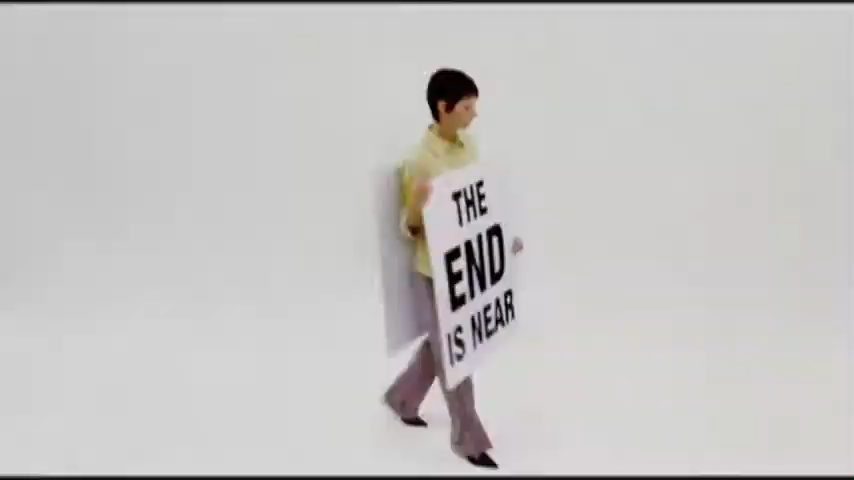 THE
END
IS NEAR